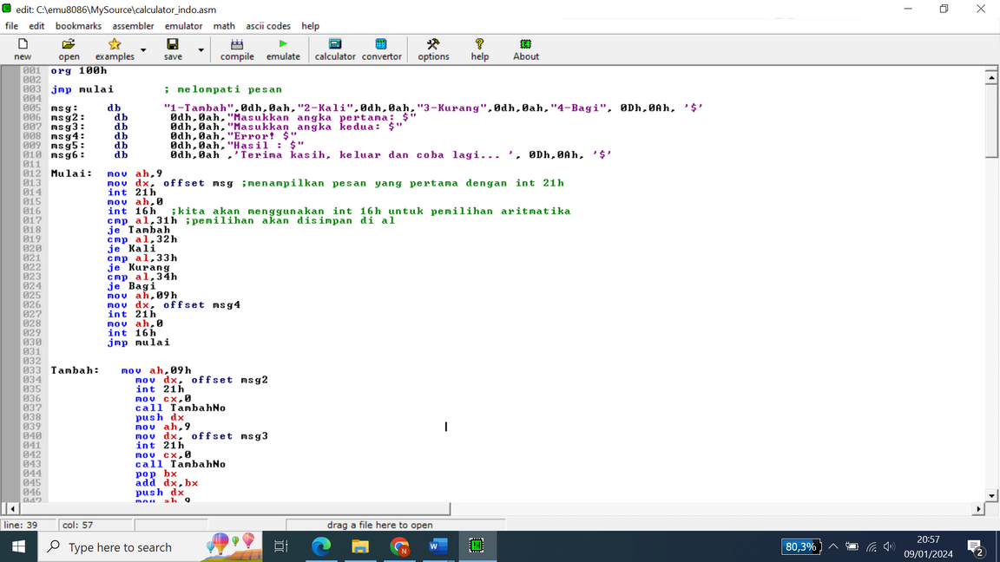 edit: C:\emu8086\MySource\calculator_indo.asm
file edit bookmarks assembler emulator math ascii codes help
new open examples save compile emulate calculator convertor options help About
001 org 100h
002
003 jmp mulai ; melompati pesan
004
005 msg: db "1-Tambah",0dh,0ah,"2-Kali",0dh,0ah,"3-Kurang",0dh,0ah,"4-Bagi", 0Dh,0Ah, '$'
006 msg2: db 0dh,0ah,"Masukkan angka pertama: $"
007 msg3: db 0dh,0ah,"Masukkan angka kedua: $"
008 msg4: db 0dh,0ah,"Error! $"
009 msg5: db 0dh,0ah,"Hasil : $"
010 msg6: db 0dh,0ah ,'Terima kasih, keluar dan coba lagi... ', 0Dh,0Ah, '$'
011
012 Mulai: mov ah,9
013 mov dx, offset msg ;menampilkan pesan yang pertama dengan int 21h
014 int 21h
015 mov ah,0
016 int 16h ;kita akan menggunakan int 16h untuk pemilihan aritmatika
017 cmp al,31h ;pemilihan akan disimpan di al
018 je Tambah
019 cmp al,32h
020 je Kali
021 cmp al,33h
022 je Kurang
023 cmp al,34h
024 je Bagi
025 mov ah,09h
026 mov dx, offset msg4
027 int 21h
028 mov ah,0
029 int 16h
030 jmp mulai
031
032
033 Tambah: mov ah,09h
034 mov dx, offset msg2
035 int 21h
036 mov cx,0
037 call TambahNo
038 push dx
039 mov ah,9
040 mov dx, offset msg3
041 int 21h
042 mov cx,0
043 call TambahNo
044 pop bx
045 add dx,bx
046 push dx
047 mov ah,9
line: 39 col: 57 drag a file here to open
Type here to search
80,3%
20:57
09/01/2024
2